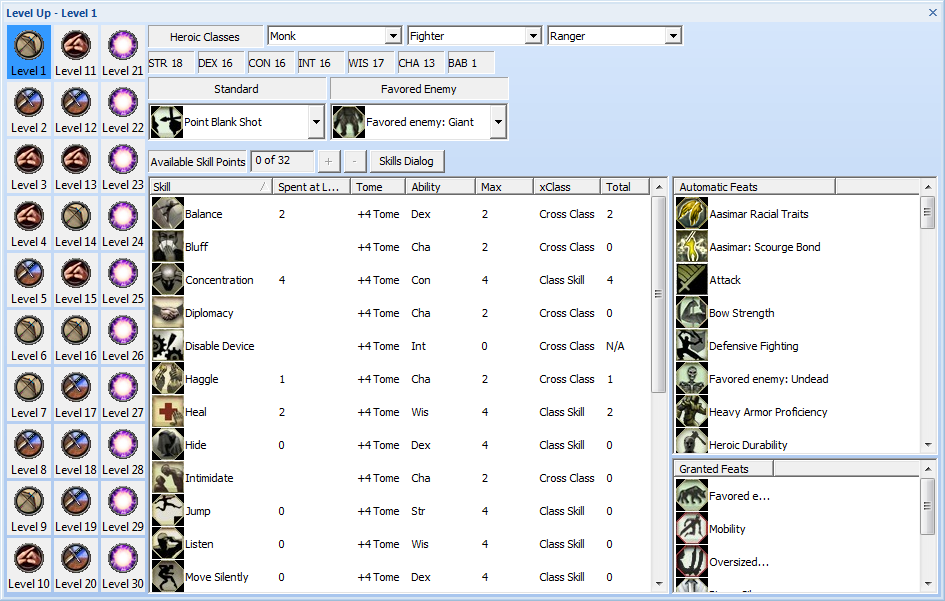 Level Up - Level 1
Heroic Classes Monk Fighter Ranger
STR 18 DEX 16 CON 16 INT 16 WIS 17 CHA 13 BAB 1
Standard Favored Enemy
Point Blank Shot Favored enemy: Giant
Available Skill Points 0 of 32 + - Skills Dialog
Level 1 Level 11 Level 21
Level 2 Level 12 Level 22
Level 3 Level 13 Level 23
Level 4 Level 14 Level 24
Level 5 Level 15 Level 25
Level 6 Level 16 Level 26
Level 7 Level 17 Level 27
Level 8 Level 18 Level 28
Level 9 Level 19 Level 29
Level 10 Level 20 Level 30
Skill Spent at L... Tome Ability Max xClass Total
Balance 2 +4 Tome Dex 2 Cross Class 2
Bluff +4 Tome Cha 2 Cross Class 0
Concentration 4 +4 Tome Con 4 Class Skill 4
Diplomacy +4 Tome Cha 2 Cross Class 0
Disable Device +4 Tome Int 0 Cross Class N/A
Haggle 1 +4 Tome Cha 2 Cross Class 1
Heal 2 +4 Tome Wis 4 Class Skill 2
Hide 0 +4 Tome Dex 4 Class Skill 0
Intimidate +4 Tome Cha 2 Cross Class 0
Jump 0 +4 Tome Str 4 Class Skill 0
Listen 0 +4 Tome Wis 4 Class Skill 0
Move Silently 0 +4 Tome Dex 4 Class Skill 0
Automatic Feats
Aasimar Racial Traits
Aasimar: Scourge Bond
Attack
Bow Strength
Defensive Fighting
Favored enemy: Undead
Heavy Armor Proficiency
Heroic Durability
Granted Feats
Favored e...
Mobility
Oversized...